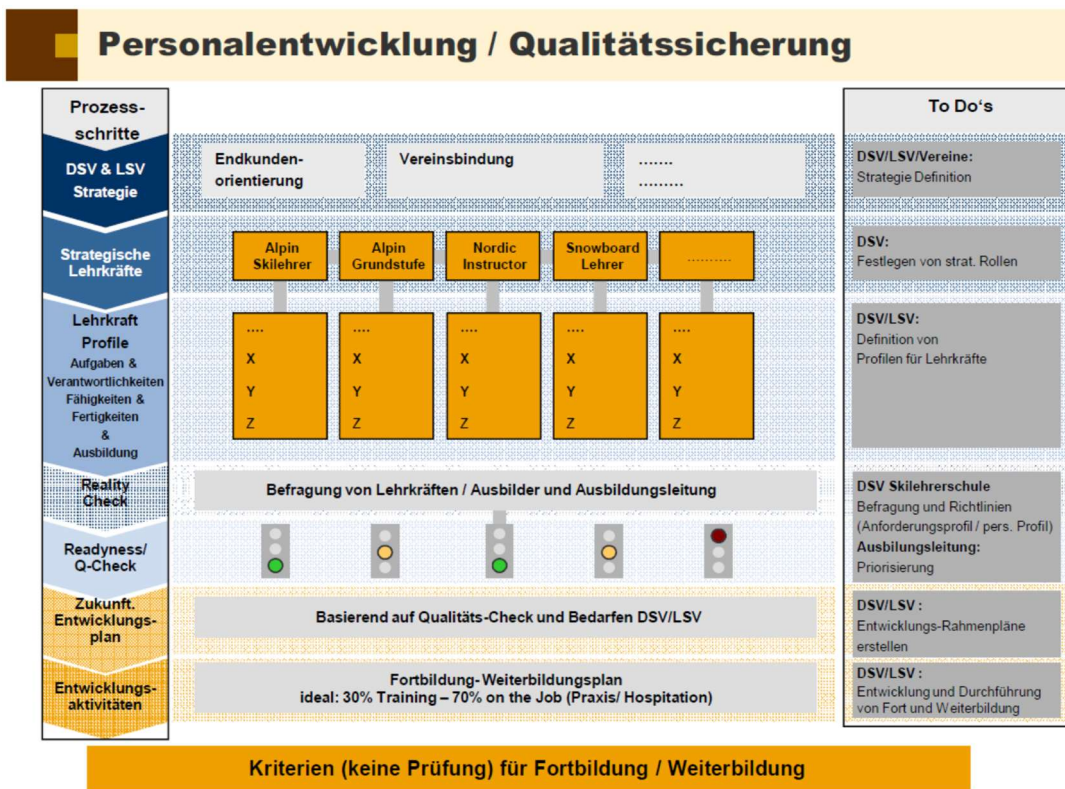 Personalentwicklung / Qualitätssicherung
Prozess-
schritte
To Do's
DSV & LSV
Strategie
Endkunden-
orientierung
Vereinsbindung
.......
.........
DSV/LSV/Vereine:
Strategie Definition
Strategische
Lehrkräfte
Alpin
Skilehrer
Alpin
Grundstufe
Nordic
Instructor
Snowboard
Lehrer
..........
DSV:
Festlegen von strat. Rollen
Lehrkraft
Profile
Aufgaben &
Verantwortlichkeiten
Fähigkeiten &
Fertigkeiten
&
Ausbildung
....
X
Y
Z
....
X
Y
Z
....
X
Y
Z
....
X
Y
Z
....
X
Y
Z
DSV/LSV:
Definition von
Profilen für Lehrkräfte
Reality
Check
Befragung von Lehrkräften / Ausbilder und Ausbildungsleitung
DSV Skilehrerschule
Befragung und Richtlinien
(Anforderungsprofil / pers. Profil)
Ausbilungsleitung:
Priorisierung
Readyness/
Q-Check
Zukunft.
Entwicklungs-
plan
Basierend auf Qualitäts-Check und Bedarfen DSV/LSV
DSV/LSV :
Entwicklungs-Rahmenpläne
erstellen
Entwicklungs-
aktivitäten
Fortbildung- Weiterbildungsplan
ideal: 30% Training – 70% on the Job (Praxis/ Hospitation)
DSV/LSV :
Entwicklung und Durchführung
von Fort und Weiterbildung
Kriterien (keine Prüfung) für Fortbildung / Weiterbildung